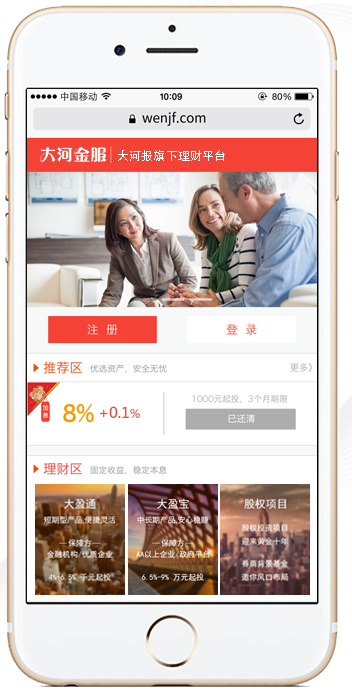 中国移动 10:09 80%
wenjf.com
大河金服 大河报旗下理财平台
注 册 登 录
推荐区 优选资产，安全无忧 更多》
加息 8% +0.1% 1000元起投，3个月期限
已还清
理财区 固定收益，稳定本息
大盈通
短期型产品,便捷灵活
保障方
金融机构/优质企业
4%-6.5% 千元起投
大盈宝
中长期产品,安心稳赚
保障方
AA以上企业/政府平台
6.5%-9% 万元起投
股权项目
股权投资项目
迎来黄金十年
券商背景基金
邀你风口布局